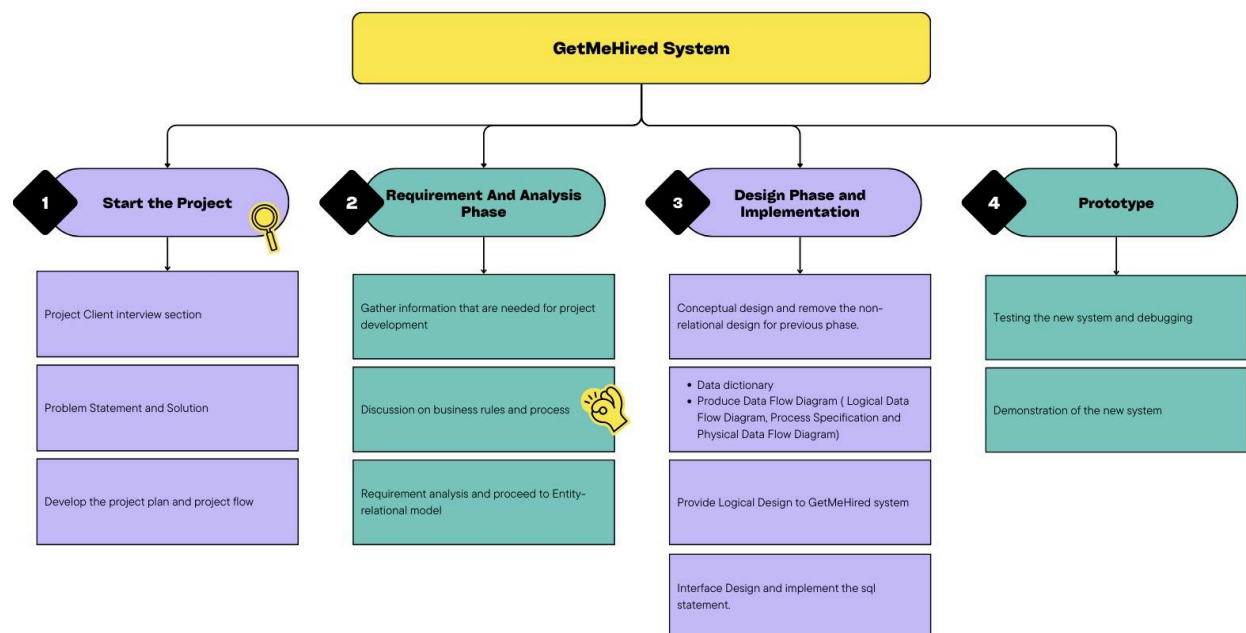 GetMeHired System
1
Start the Project
2
Requirement And Analysis
Phase
3
Design Phase and
Implementation
4
Prototype
Project Client interview section
Problem Statement and Solution
Develop the project plan and project flow
Gather information that are needed for project
development
Discussion on business rules and process
Requirement analysis and proceed to Entity-
relational model
Conceptual design and remove the non-
relational design for previous phase.
• Data dictionary
• Produce Data Flow Diagram ( Logical Data
Flow Diagram, Process Specification and
Physical Data Flow Diagram)
Provide Logical Design to GetMeHired system
Interface Design and implement the sql
statement.
Testing the new system and debugging
Demonstration of the new system